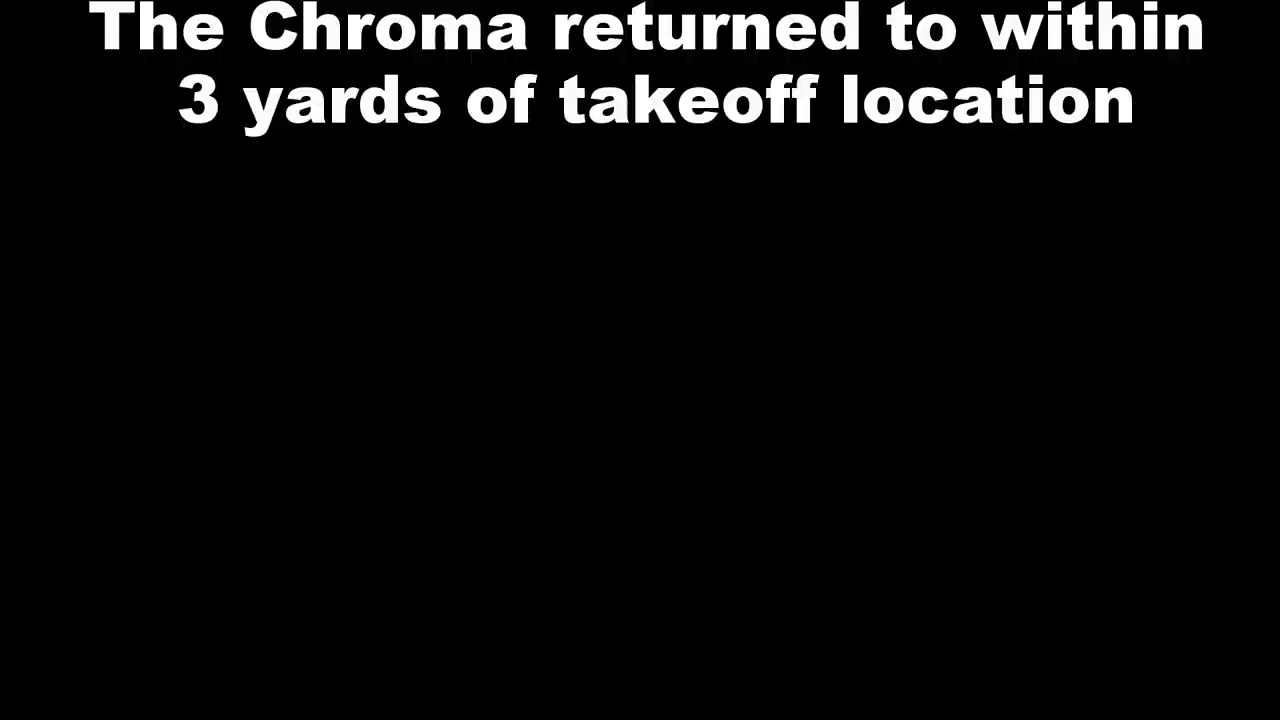 The Chroma returned to within
3 yards of takeoff location